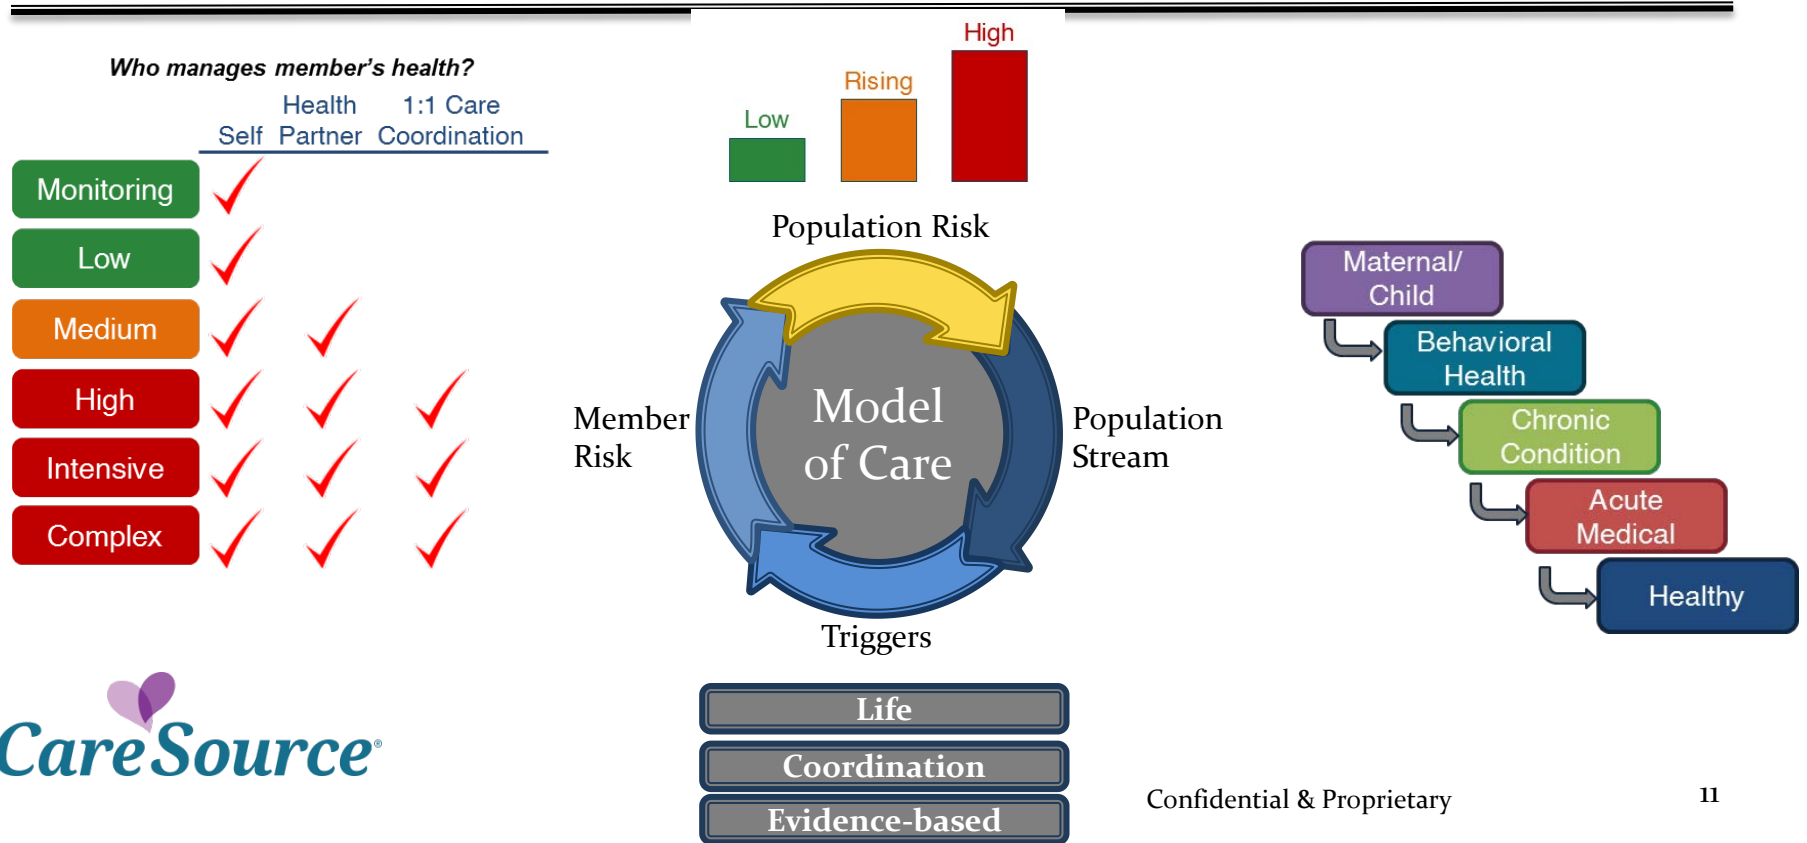 Who manages member's health?
Health 1:1 Care
Self Partner Coordination
Monitoring
Low
Medium
High
Intensive
Complex
High
Rising
Low
Population Risk
Member
Risk
Model
of Care
Population
Stream
Triggers
Life
Coordination
Evidence-based
Maternal/
Child
Behavioral
Health
Chronic
Condition
Acute
Medical
Healthy
CareSource®
Confidential & Proprietary
11